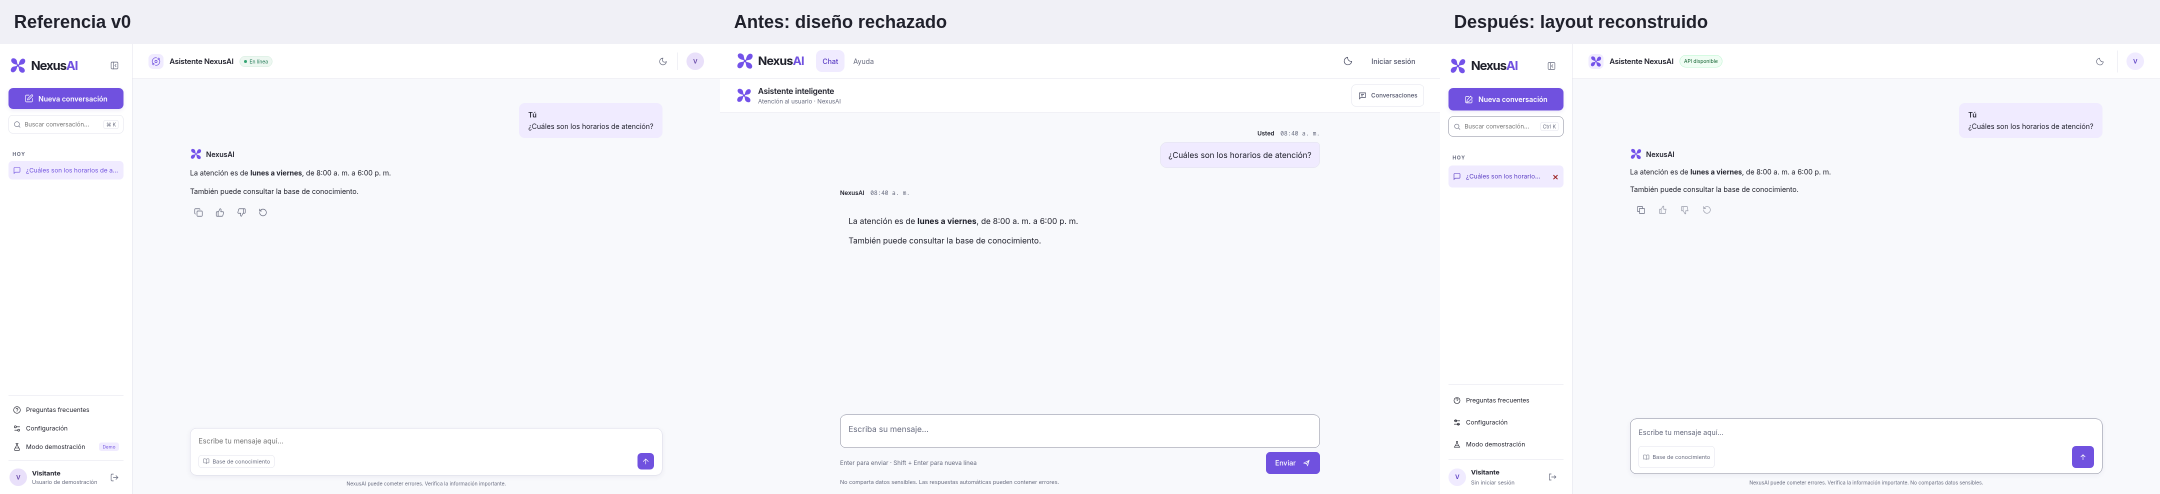 Referencia v0
NexusAI
Nueva conversación
Buscar conversación... ⌘ K
HOY
¿Cuáles son los horarios de a...
Preguntas frecuentes
Configuración
Modo demostración Demo
V Visitante
Usuario de demostración
Asistente NexusAI En línea
V
Tú
¿Cuáles son los horarios de atención?
NexusAI
La atención es de lunes a viernes, de 8:00 a. m. a 6:00 p. m.
También puede consultar la base de conocimiento.
Escribe tu mensaje aquí...
Base de conocimiento
NexusAI puede cometer errores. Verifica la información importante.
Antes: diseño rechazado
NexusAI Chat Ayuda Iniciar sesión
Asistente inteligente
Atención al usuario · NexusAI
Conversaciones
Usted 08:40 a. m.
¿Cuáles son los horarios de atención?
NexusAI 08:40 a. m.
La atención es de lunes a viernes, de 8:00 a. m. a 6:00 p. m.
También puede consultar la base de conocimiento.
Escriba su mensaje...
Enter para enviar · Shift + Enter para nueva línea
Enviar
No comparta datos sensibles. Las respuestas automáticas pueden contener errores.
Después: layout reconstruido
NexusAI
Nueva conversación
Buscar conversación... Ctrl K
HOY
¿Cuáles son los horario...
Preguntas frecuentes
Configuración
Modo demostración
V Visitante
Sin iniciar sesión
Asistente NexusAI API disponible
V
Tú
¿Cuáles son los horarios de atención?
NexusAI
La atención es de lunes a viernes, de 8:00 a. m. a 6:00 p. m.
También puede consultar la base de conocimiento.
Escribe tu mensaje aquí...
Base de conocimiento
NexusAI puede cometer errores. Verifica la información importante. No compartas datos sensibles.